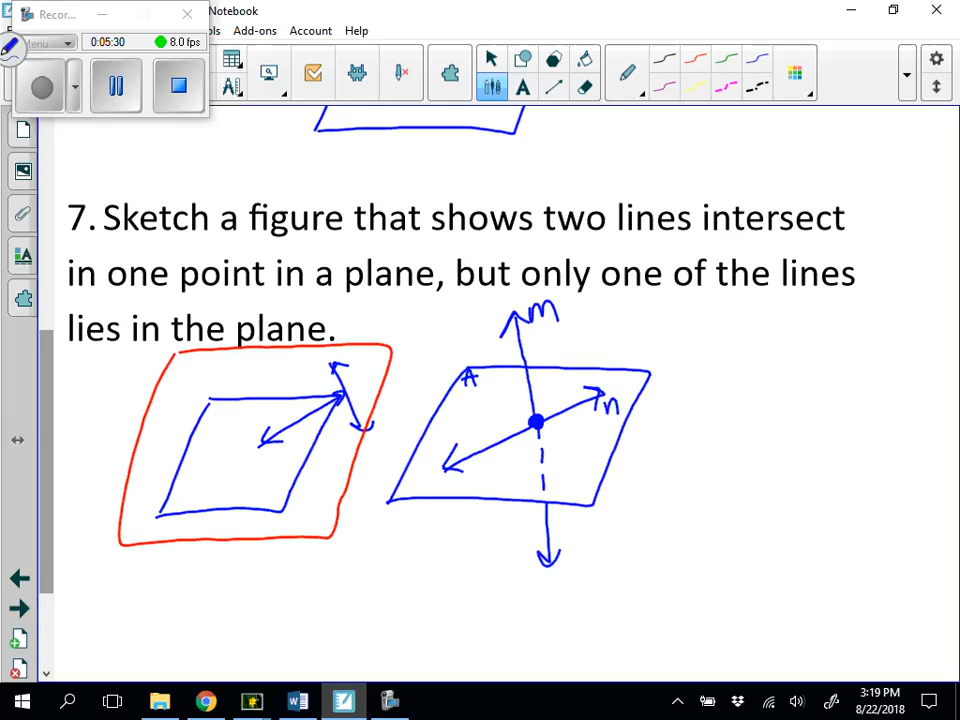 Recor...
Notebook
Menu
ols Add-ons Account Help
0:05:30 8.0 fps
7. Sketch a figure that shows two lines intersect
in one point in a plane, but only one of the lines
lies in the plane.
m
A
n
3:19 PM
8/22/2018